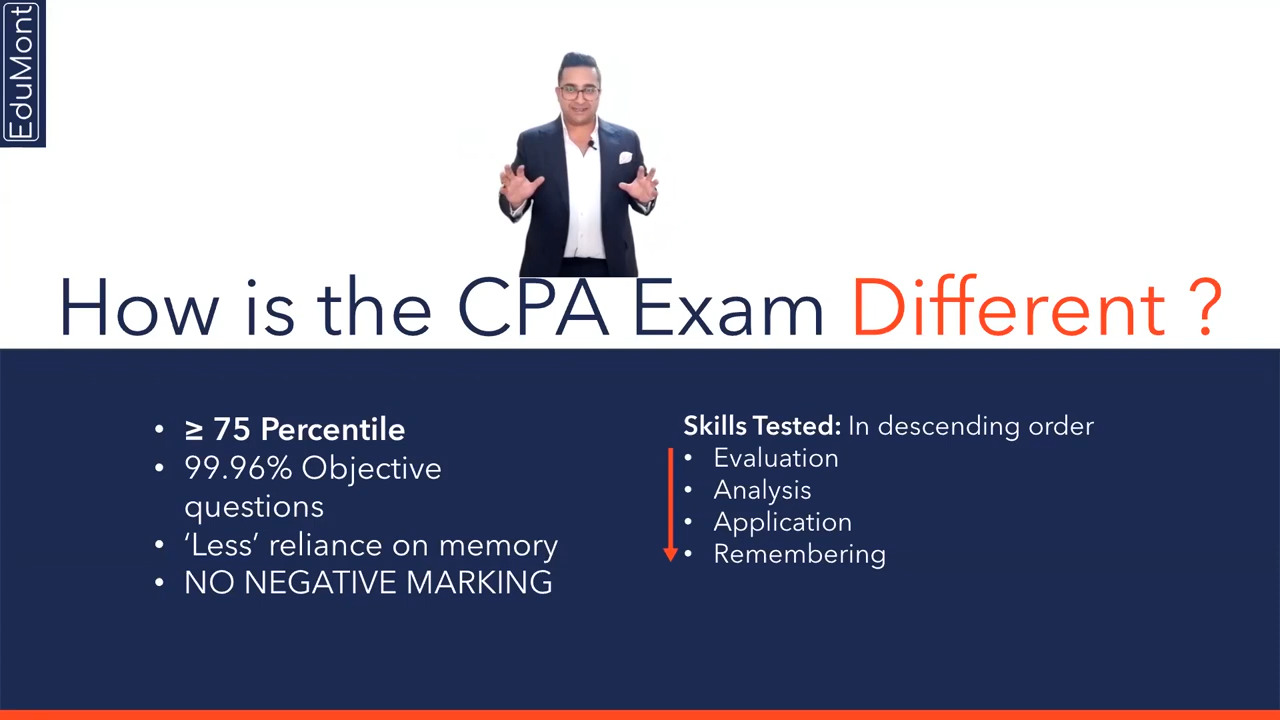 EduMont
How is the CPA Exam Different ?
• ≥ 75 Percentile
• 99.96% Objective
questions
• ‘Less’ reliance on memory
• NO NEGATIVE MARKING
Skills Tested: In descending order
• Evaluation
• Analysis
• Application
• Remembering